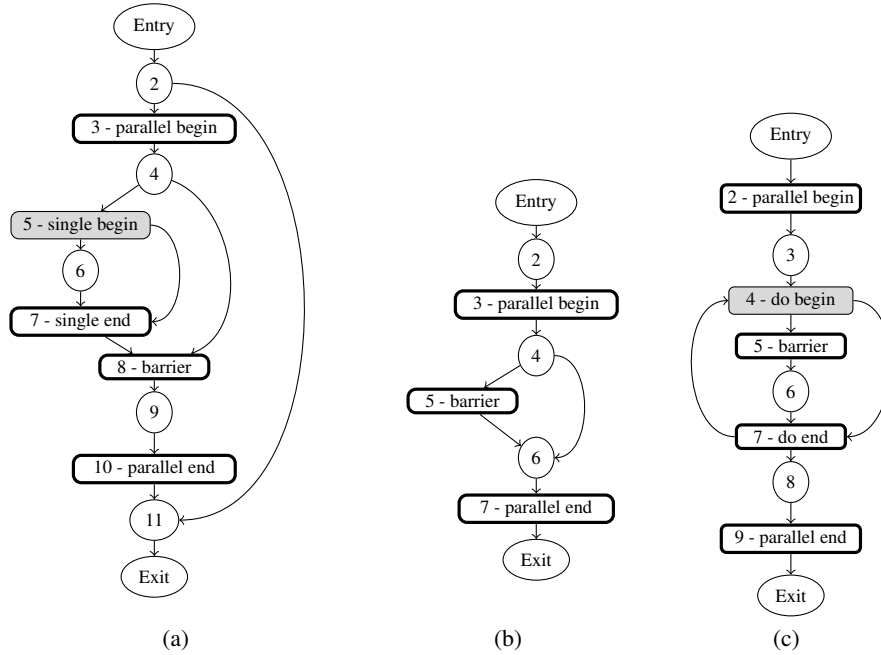 Entry
2
3 - parallel begin
4
5 - single begin
6
7 - single end
8 - barrier
9
10 - parallel end
11
Exit
(a)
Entry
2
3 - parallel begin
4
5 - barrier
6
7 - parallel end
Exit
(b)
Entry
2 - parallel begin
3
4 - do begin
5 - barrier
6
7 - do end
8
9 - parallel end
Exit
(c)